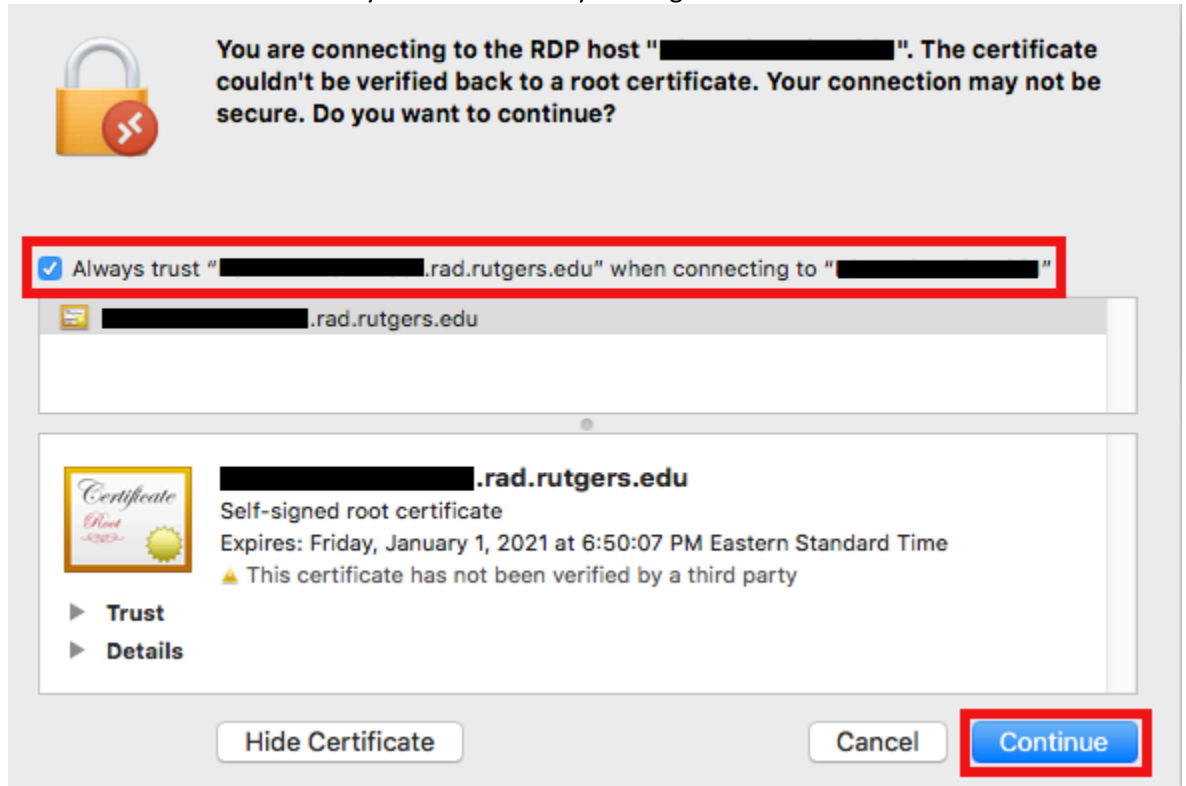 You are connecting to the RDP host " ". The certificate
couldn't be verified back to a root certificate. Your connection may not be
secure. Do you want to continue?
Always trust " .rad.rutgers.edu" when connecting to " "
.rad.rutgers.edu
Certificate
Root
.rad.rutgers.edu
Self-signed root certificate
Expires: Friday, January 1, 2021 at 6:50:07 PM Eastern Standard Time
This certificate has not been verified by a third party
Trust
Details
Hide Certificate
Cancel
Continue